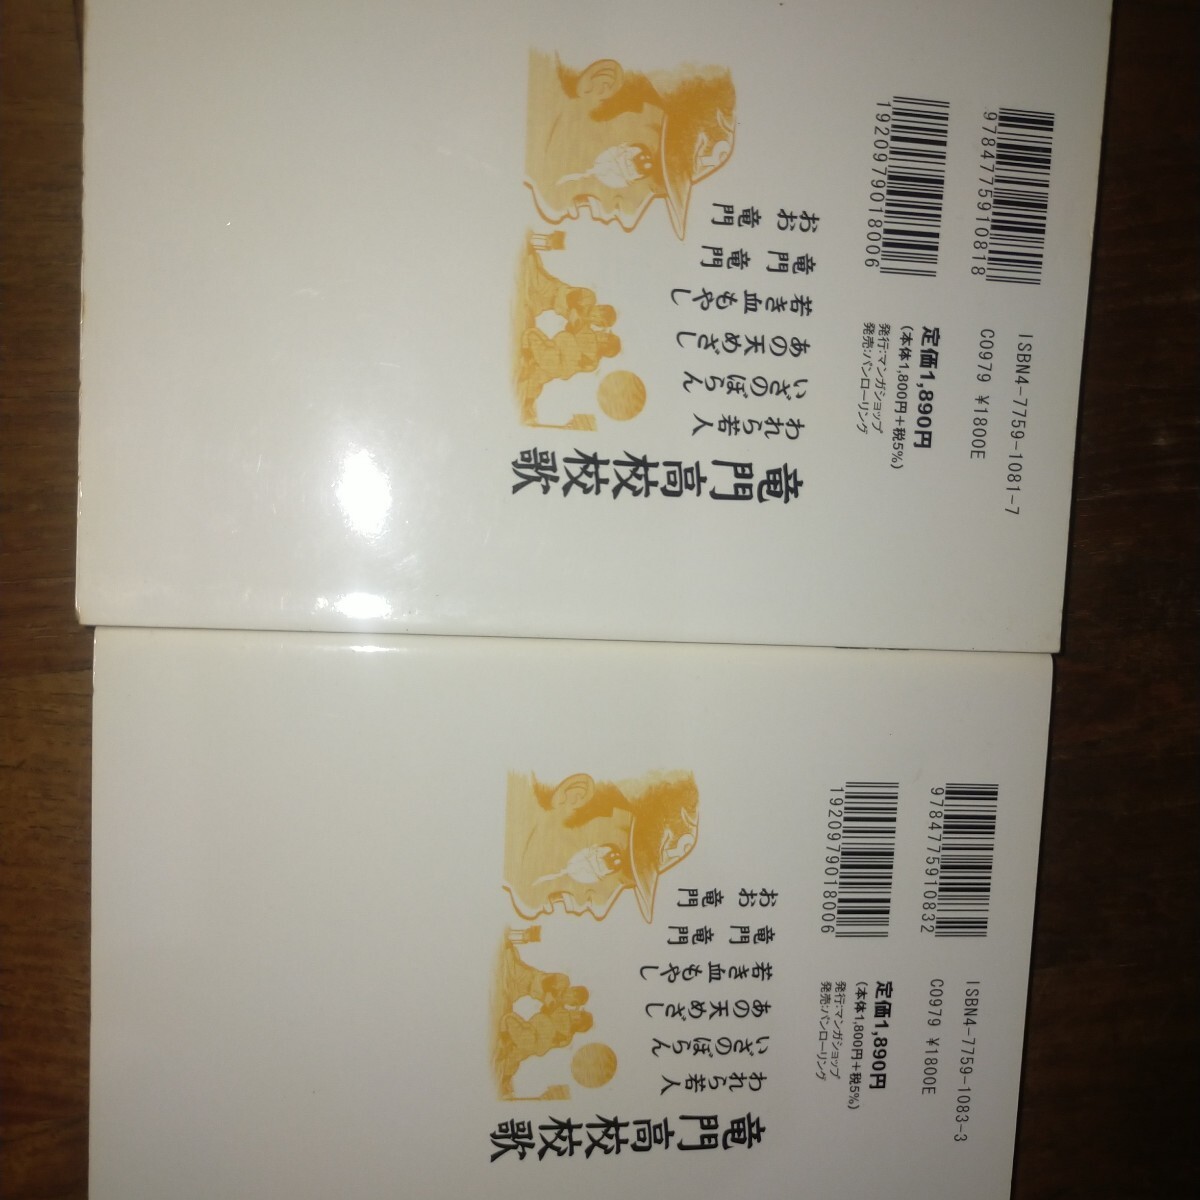 9784775910818
1920979018006
ISBN4-7759-1081-7
C0979 ¥1800E
定価1,890円
(本体1,800円+税5%)
発行:マンガショップ
発売:パンローリング
竜門高校校歌
われら若人
いざのぼらん
あの天めざし
若き血もやし
竜門竜門
おお竜門
9784775910832
1920979018006
ISBN4-7759-1083-3
C0979 ¥1800E
定価1,890円
(本体1,800円+税5%)
発行:マンガショップ
発売:パンローリング
竜門高校校歌
われら若人
いざのぼらん
あの天めざし
若き血もやし
竜門竜門
おお竜門